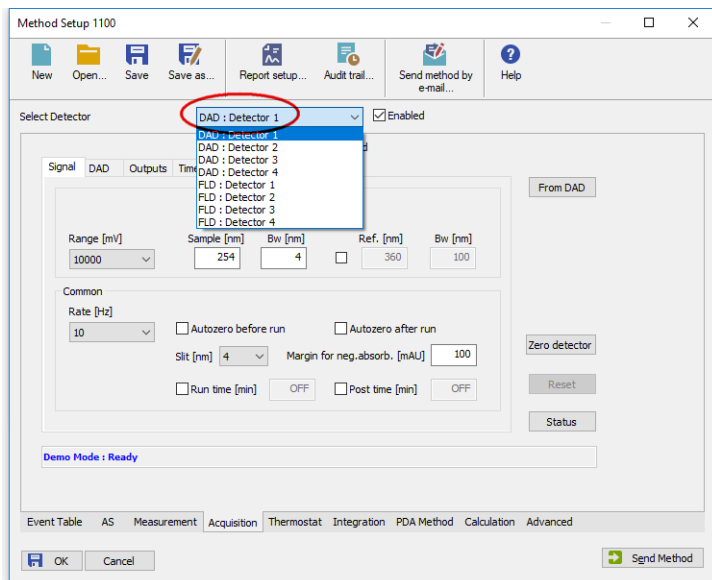 Method Setup 1100
New Open... Save Save as... Report setup... Audit trail... Send method by e-mail... Help
Select Detector DAD : Detector 1 Enabled
DAD : Detector 1
DAD : Detector 2
DAD : Detector 3
DAD : Detector 4
FLD : Detector 1
FLD : Detector 2
FLD : Detector 3
FLD : Detector 4
Signal DAD Outputs
From DAD
Range [mV] Sample [nm] Bw [nm] Ref. [nm] Bw [nm]
10000 254 4 360 100
Common
Rate [Hz]
10 Autozero before run Autozero after run
Zero detector
Slit [nm] 4 Margin for neg.absorb. [mAU] 100
Run time [min] OFF Post time [min] OFF
Reset
Status
Demo Mode : Ready
Event Table AS Measurement Acquisition Thermostat Integration PDA Method Calculation Advanced
OK Cancel Send Method